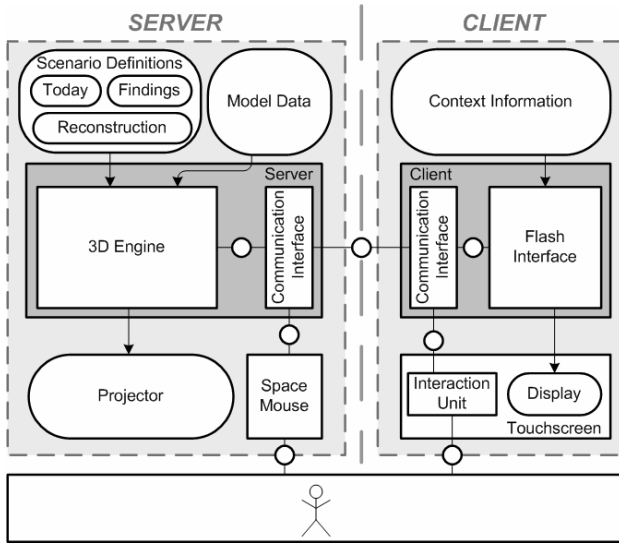 SERVER
CLIENT
Scenario Definitions
Today
Findings
Reconstruction
Model Data
Context Information
Server
Client
3D Engine
Communication
Interface
Communication
Interface
Flash
Interface
Projector
Space
Mouse
Interaction
Unit
Display
Touchscreen